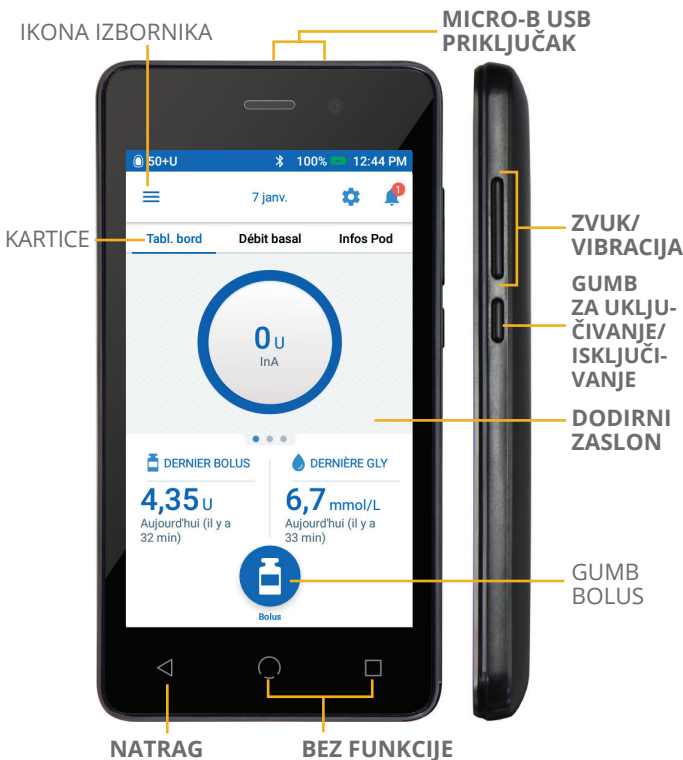 MICRO-B USB
PRIKLJUČAK
IKONA IZBORNIKA
50+U 100% 12:44 PM
7 janv. 1
KARTICE
Tabl. bord Débit basal Infos Pod
ZVUK/
VIBRACIJA
GUMB
ZA UKLJU-
ČIVANJE/
ISKLJUČI-
VANJE
0 U
InA
DODIRNI
ZASLON
DERNIER BOLUS
4,35 U
Aujourd'hui (il y a
32 min)
DERNIÈRE GLY
6,7 mmol/L
Aujourd'hui (il y a
33 min)
Bolus
GUMB
BOLUS
NATRAG
BEZ FUNKCIJE